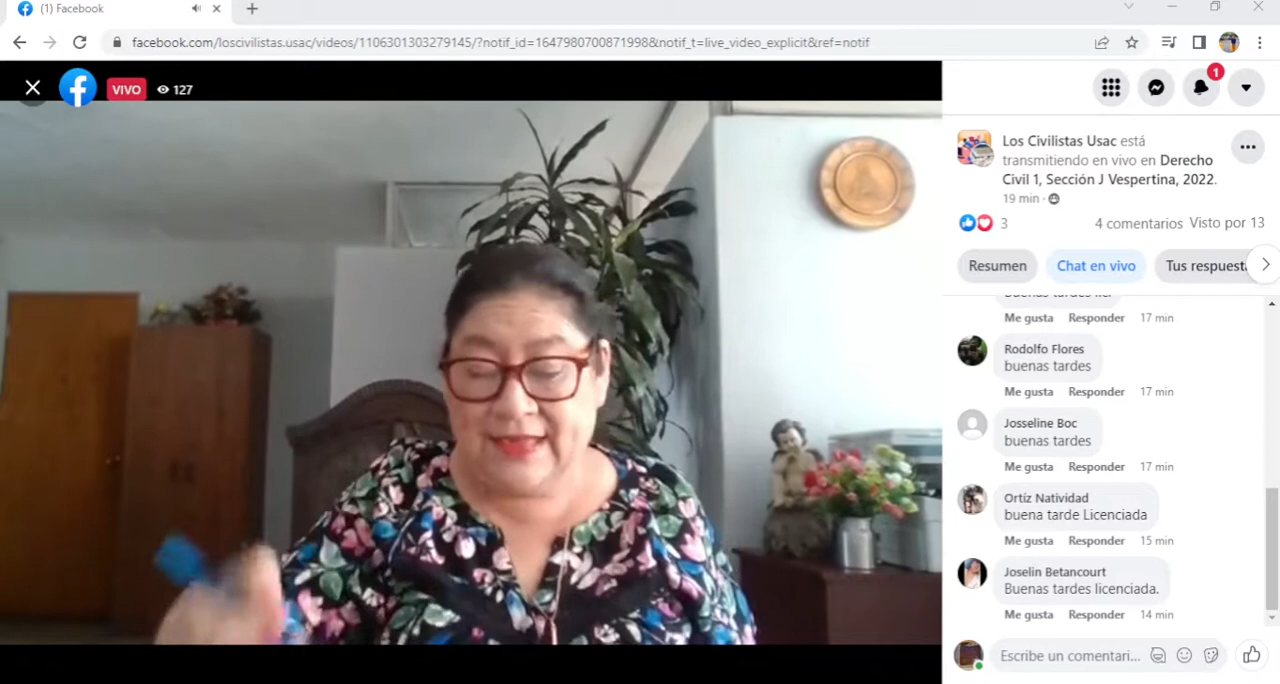 (1) Facebook
facebook.com/loscivilistas.usac/videos/1106301303279145/?notif_id=1647980700871998&notif_t=live_video_explicit&ref=notif
VIVO 127
1
Los Civilistas Usac está
transmitiendo en vivo en Derecho
Civil 1, Sección J Vespertina, 2022.
19 min ·
3 4 comentarios Visto por 13
Resumen Chat en vivo Tus respuest
Me gusta Responder 17 min
Rodolfo Flores
buenas tardes
Me gusta Responder 17 min
Josseline Boc
buenas tardes
Me gusta Responder 17 min
Ortiz Natividad
buena tarde Licenciada
Me gusta Responder 15 min
Joselin Betancourt
Buenas tardes licenciada.
Me gusta Responder 14 min
Escribe un comentari...